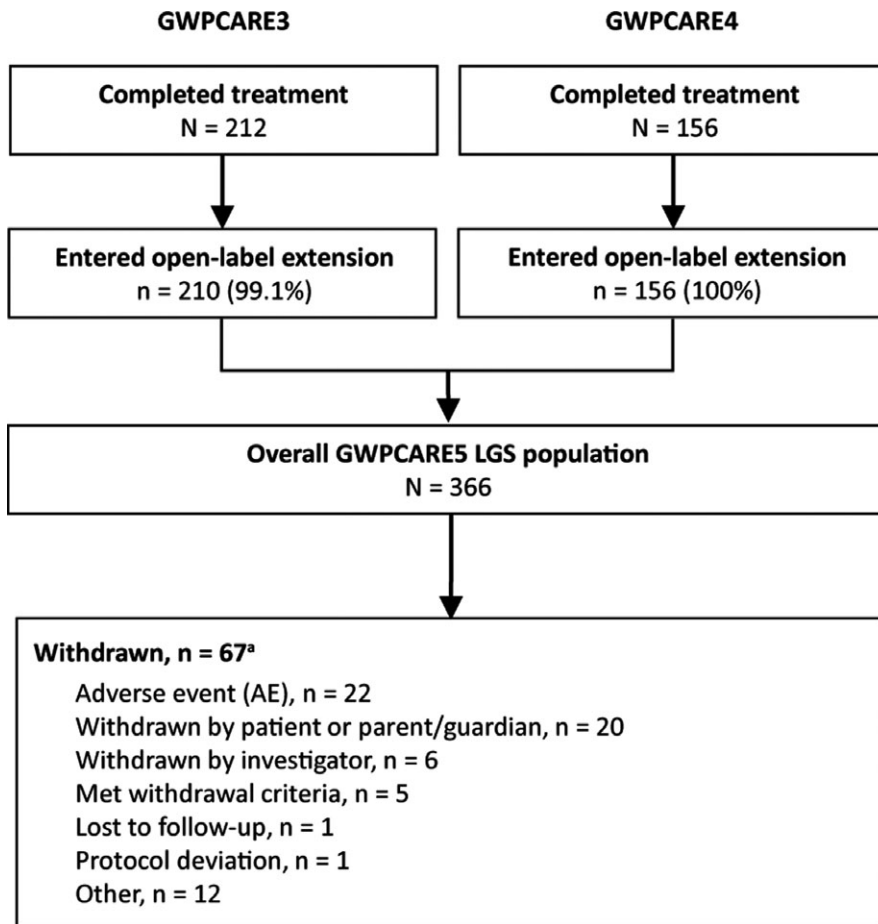 GWPCARE3
GWPCARE4
Completed treatment
N = 212
Completed treatment
N = 156
Entered open-label extension
n = 210 (99.1%)
Entered open-label extension
n = 156 (100%)
Overall GWPCARE5 LGS population
N = 366
Withdrawn, n = 67ᵃ
Adverse event (AE), n = 22
Withdrawn by patient or parent/guardian, n = 20
Withdrawn by investigator, n = 6
Met withdrawal criteria, n = 5
Lost to follow-up, n = 1
Protocol deviation, n = 1
Other, n = 12